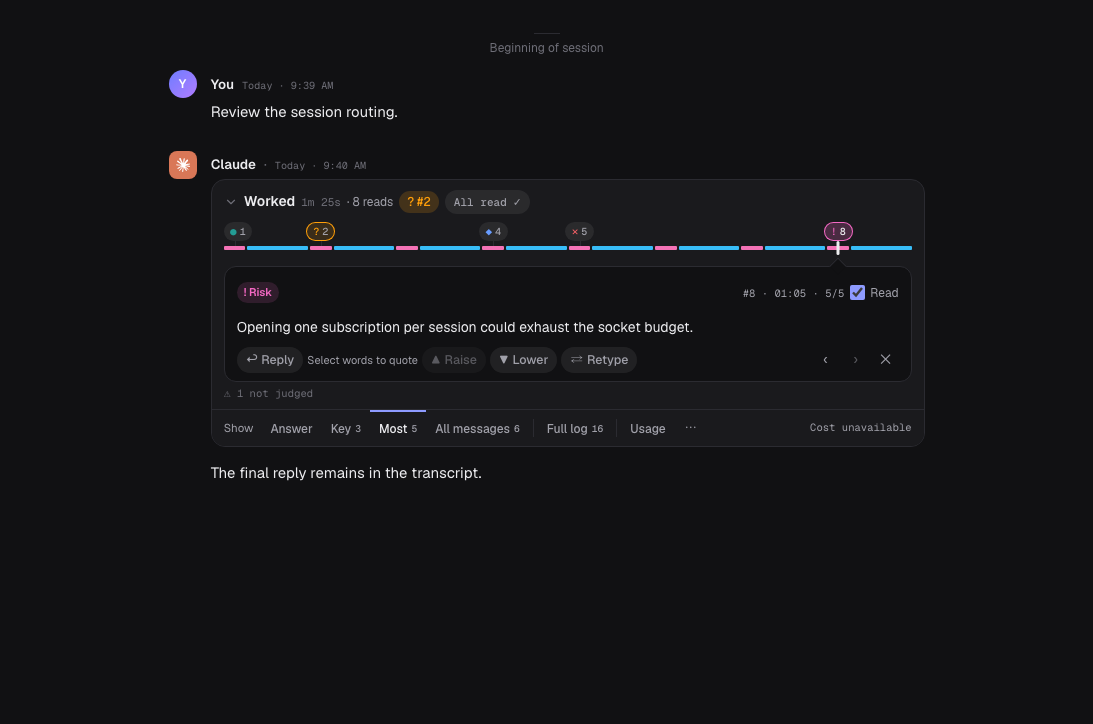 Beginning of session
Y You Today · 9:39 AM
Review the session routing.
Claude · Today · 9:40 AM
Worked 1m 25s · 8 reads ? #2 All read ✓
1 ? 2 ◆ 4 × 5 ! 8
! Risk #8 · 01:05 · 5/5 Read
Opening one subscription per session could exhaust the socket budget.
↩ Reply Select words to quote ▲ Raise ▼ Lower ⇄ Retype ‹ › ×
⚠ 1 not judged
Show Answer Key 3 Most 5 All messages 6 Full log 16 Usage ··· Cost unavailable
The final reply remains in the transcript.